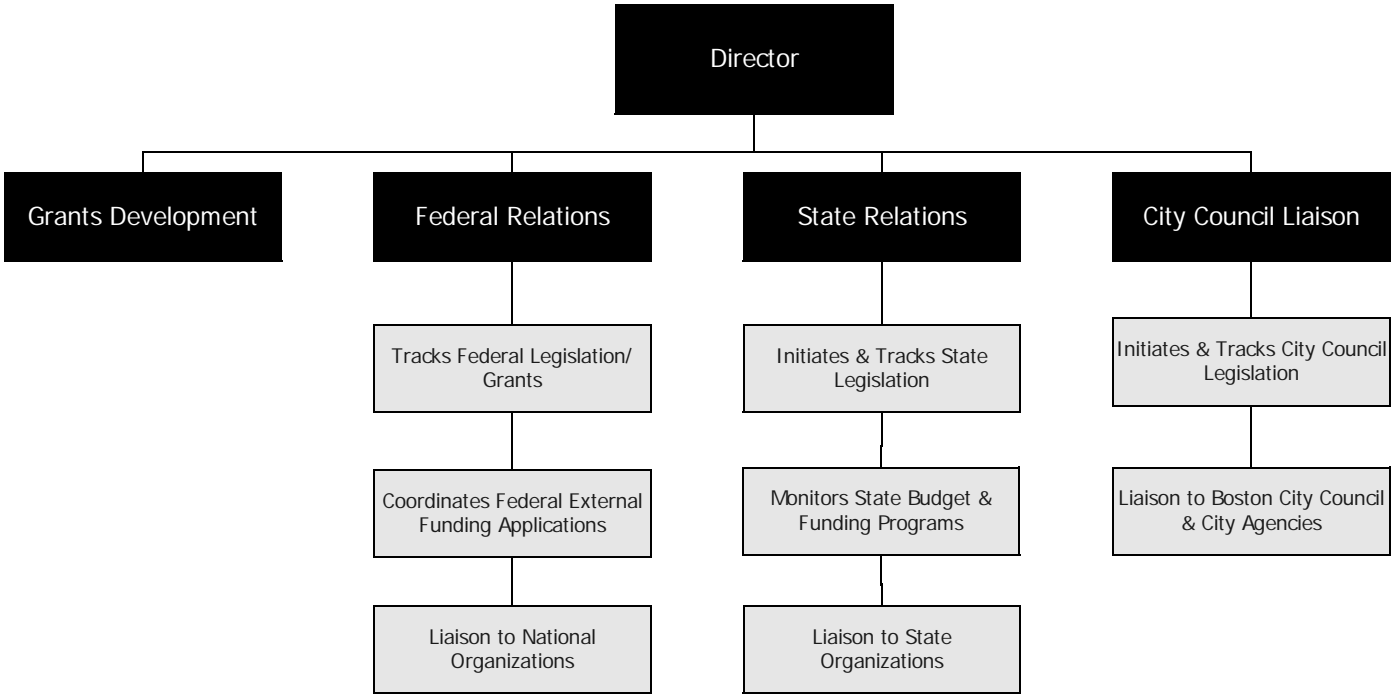 Director
Grants Development
Federal Relations
State Relations
City Council Liaison
Tracks Federal Legislation/
Grants
Initiates & Tracks State
Legislation
Initiates & Tracks City Council
Legislation
Coordinates Federal External
Funding Applications
Monitors State Budget &
Funding Programs
Liaison to Boston City Council
& City Agencies
Liaison to National
Organizations
Liaison to State
Organizations